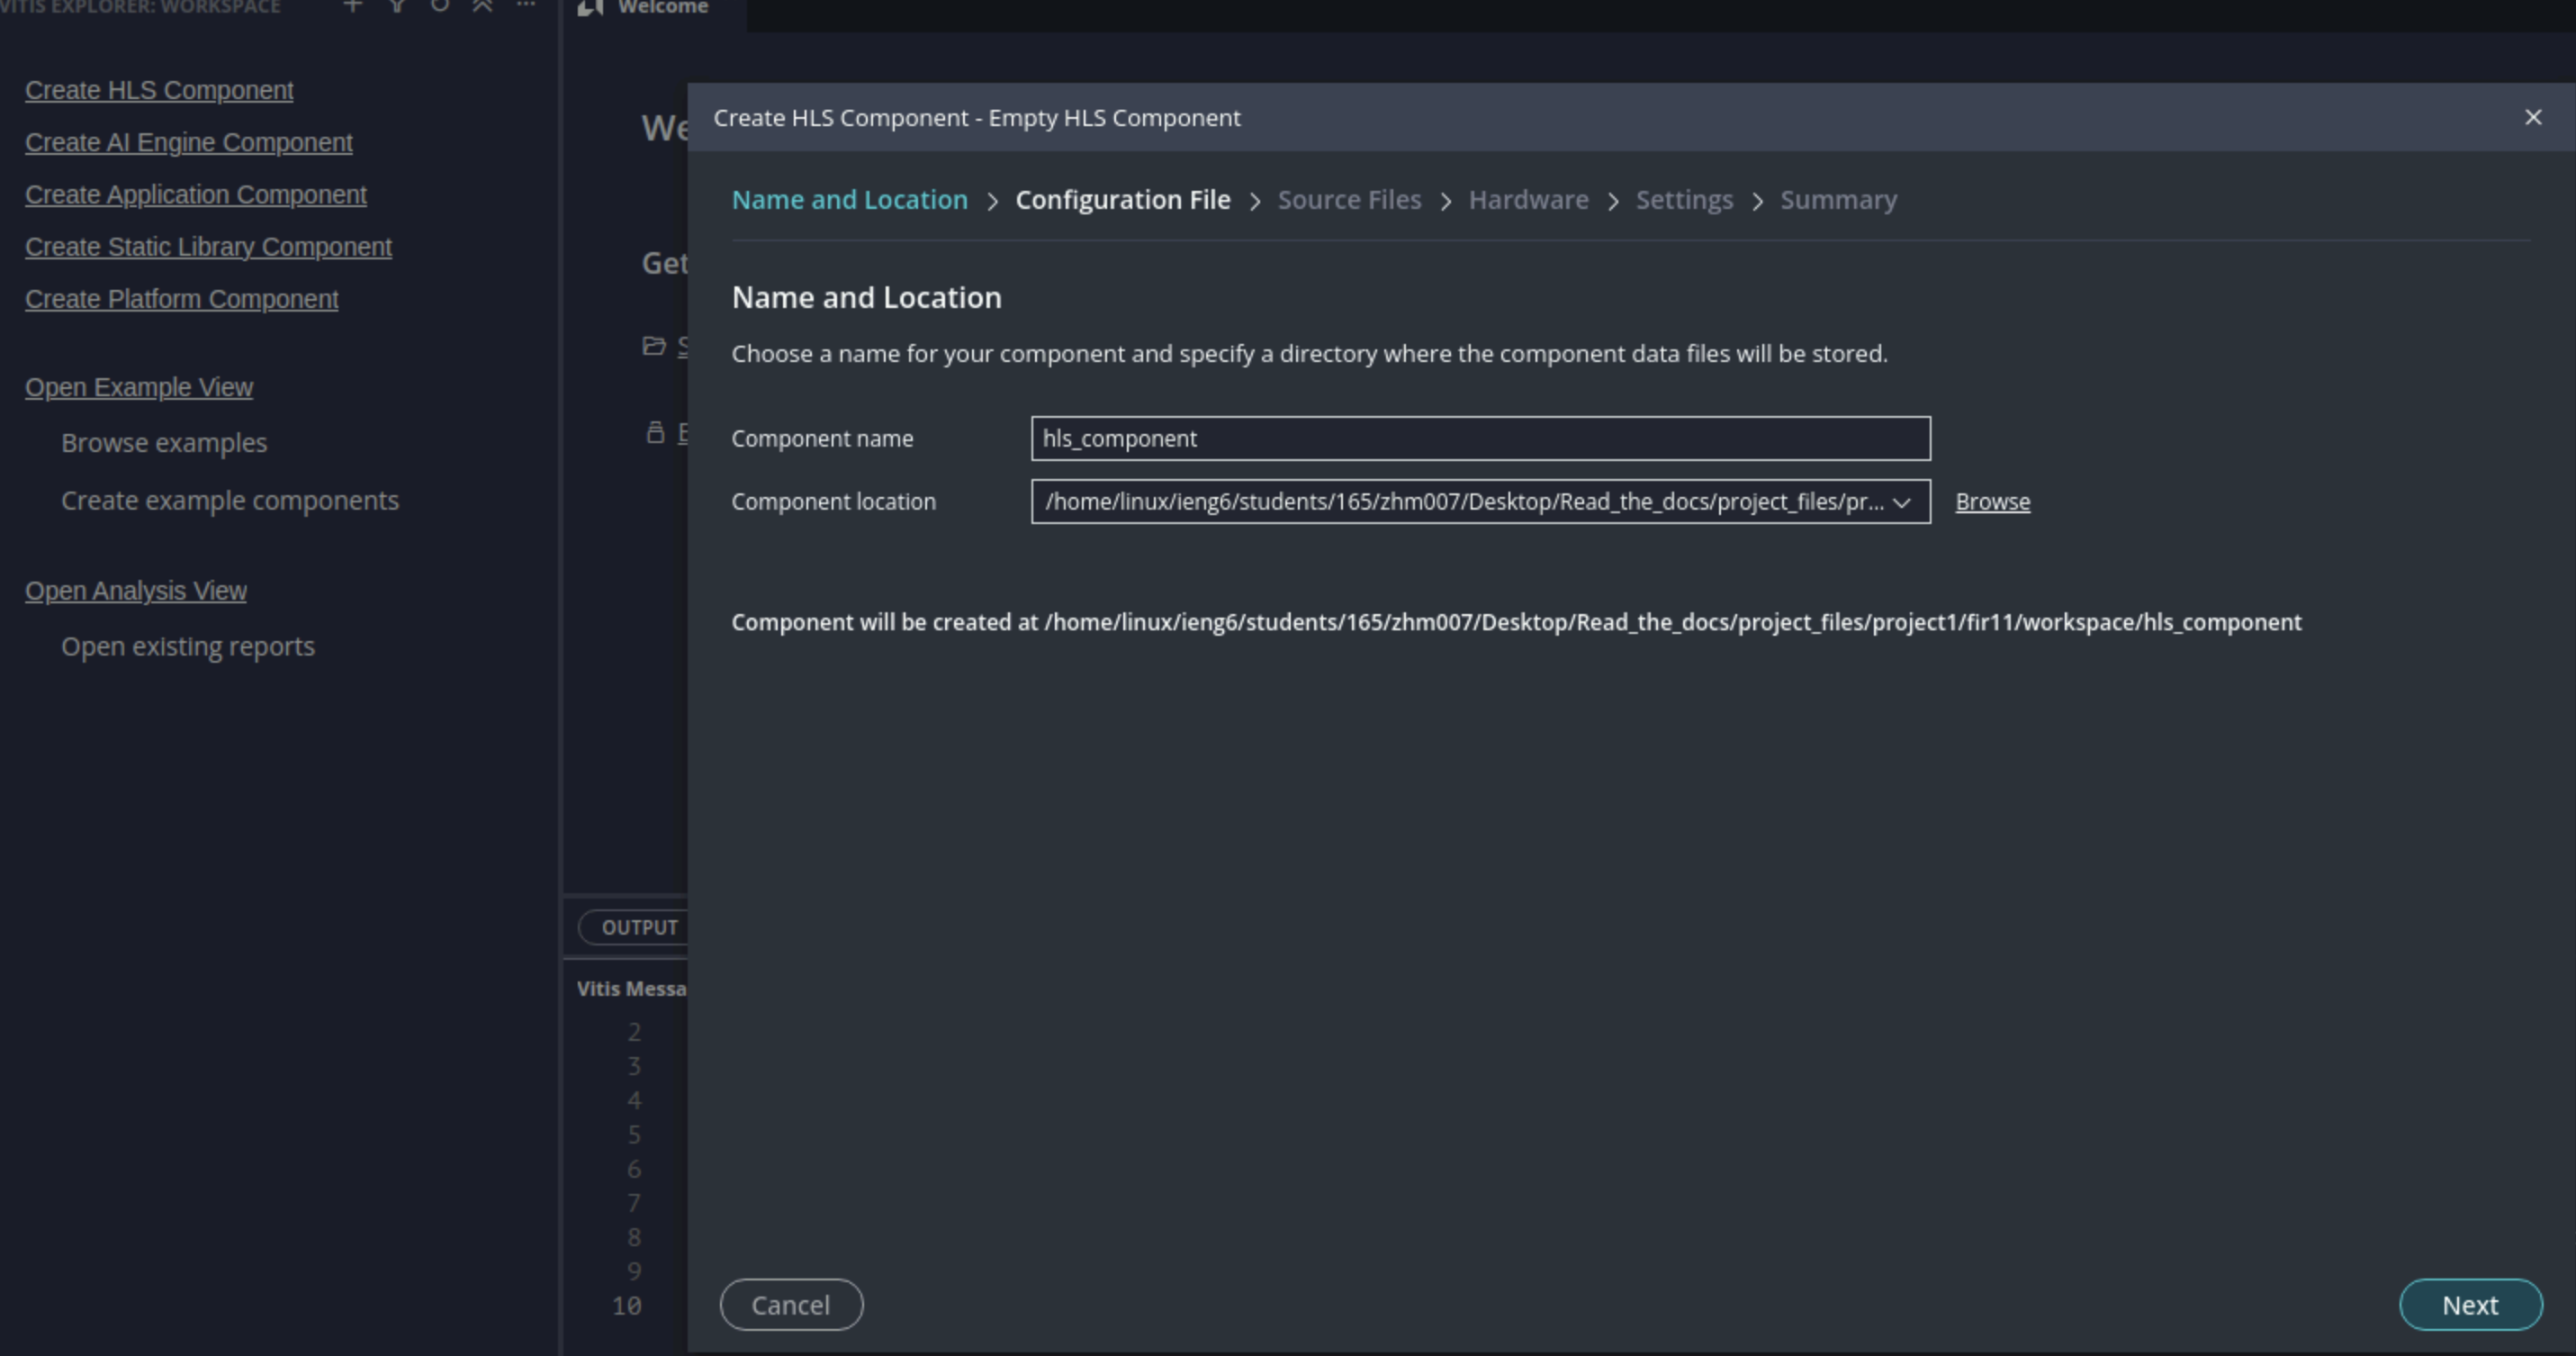 VITIS EXPLORER: WORKSPACE
Welcome
Create HLS Component
Create AI Engine Component
Create Application Component
Create Static Library Component
Create Platform Component
Open Example View
Browse examples
Create example components
Open Analysis View
Open existing reports
We
Get
S
OUTPUT
Vitis Messa
2
3
4
5
6
7
8
9
10
Create HLS Component - Empty HLS Component
Name and Location > Configuration File > Source Files > Hardware > Settings > Summary
Name and Location
Choose a name for your component and specify a directory where the component data files will be stored.
Component name hls_component
Component location /home/linux/ieng6/students/165/zhm007/Desktop/Read_the_docs/project_files/pr... Browse
Component will be created at /home/linux/ieng6/students/165/zhm007/Desktop/Read_the_docs/project_files/project1/fir11/workspace/hls_component
Cancel
Next